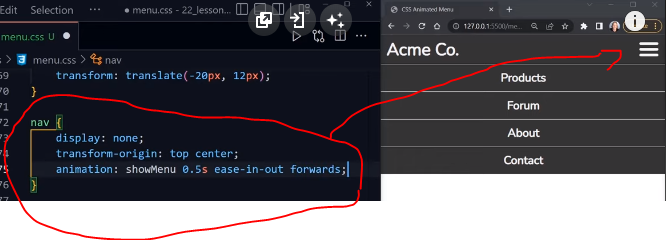 Edit
Selection
...
menu.css - 22_lesson...
menu.css U
s >
menu.css > nav
69 transform: translate(-20px, 12px);
70 }
71
72 nav {
73 display: none;
74 transform-origin: top center;
75 animation: showMenu 0.5s ease-in-out forwards;
76 }
77
CSS Animated Menu
127.0.0.1:5500/me...
Acme Co.
Products
Forum
About
Contact